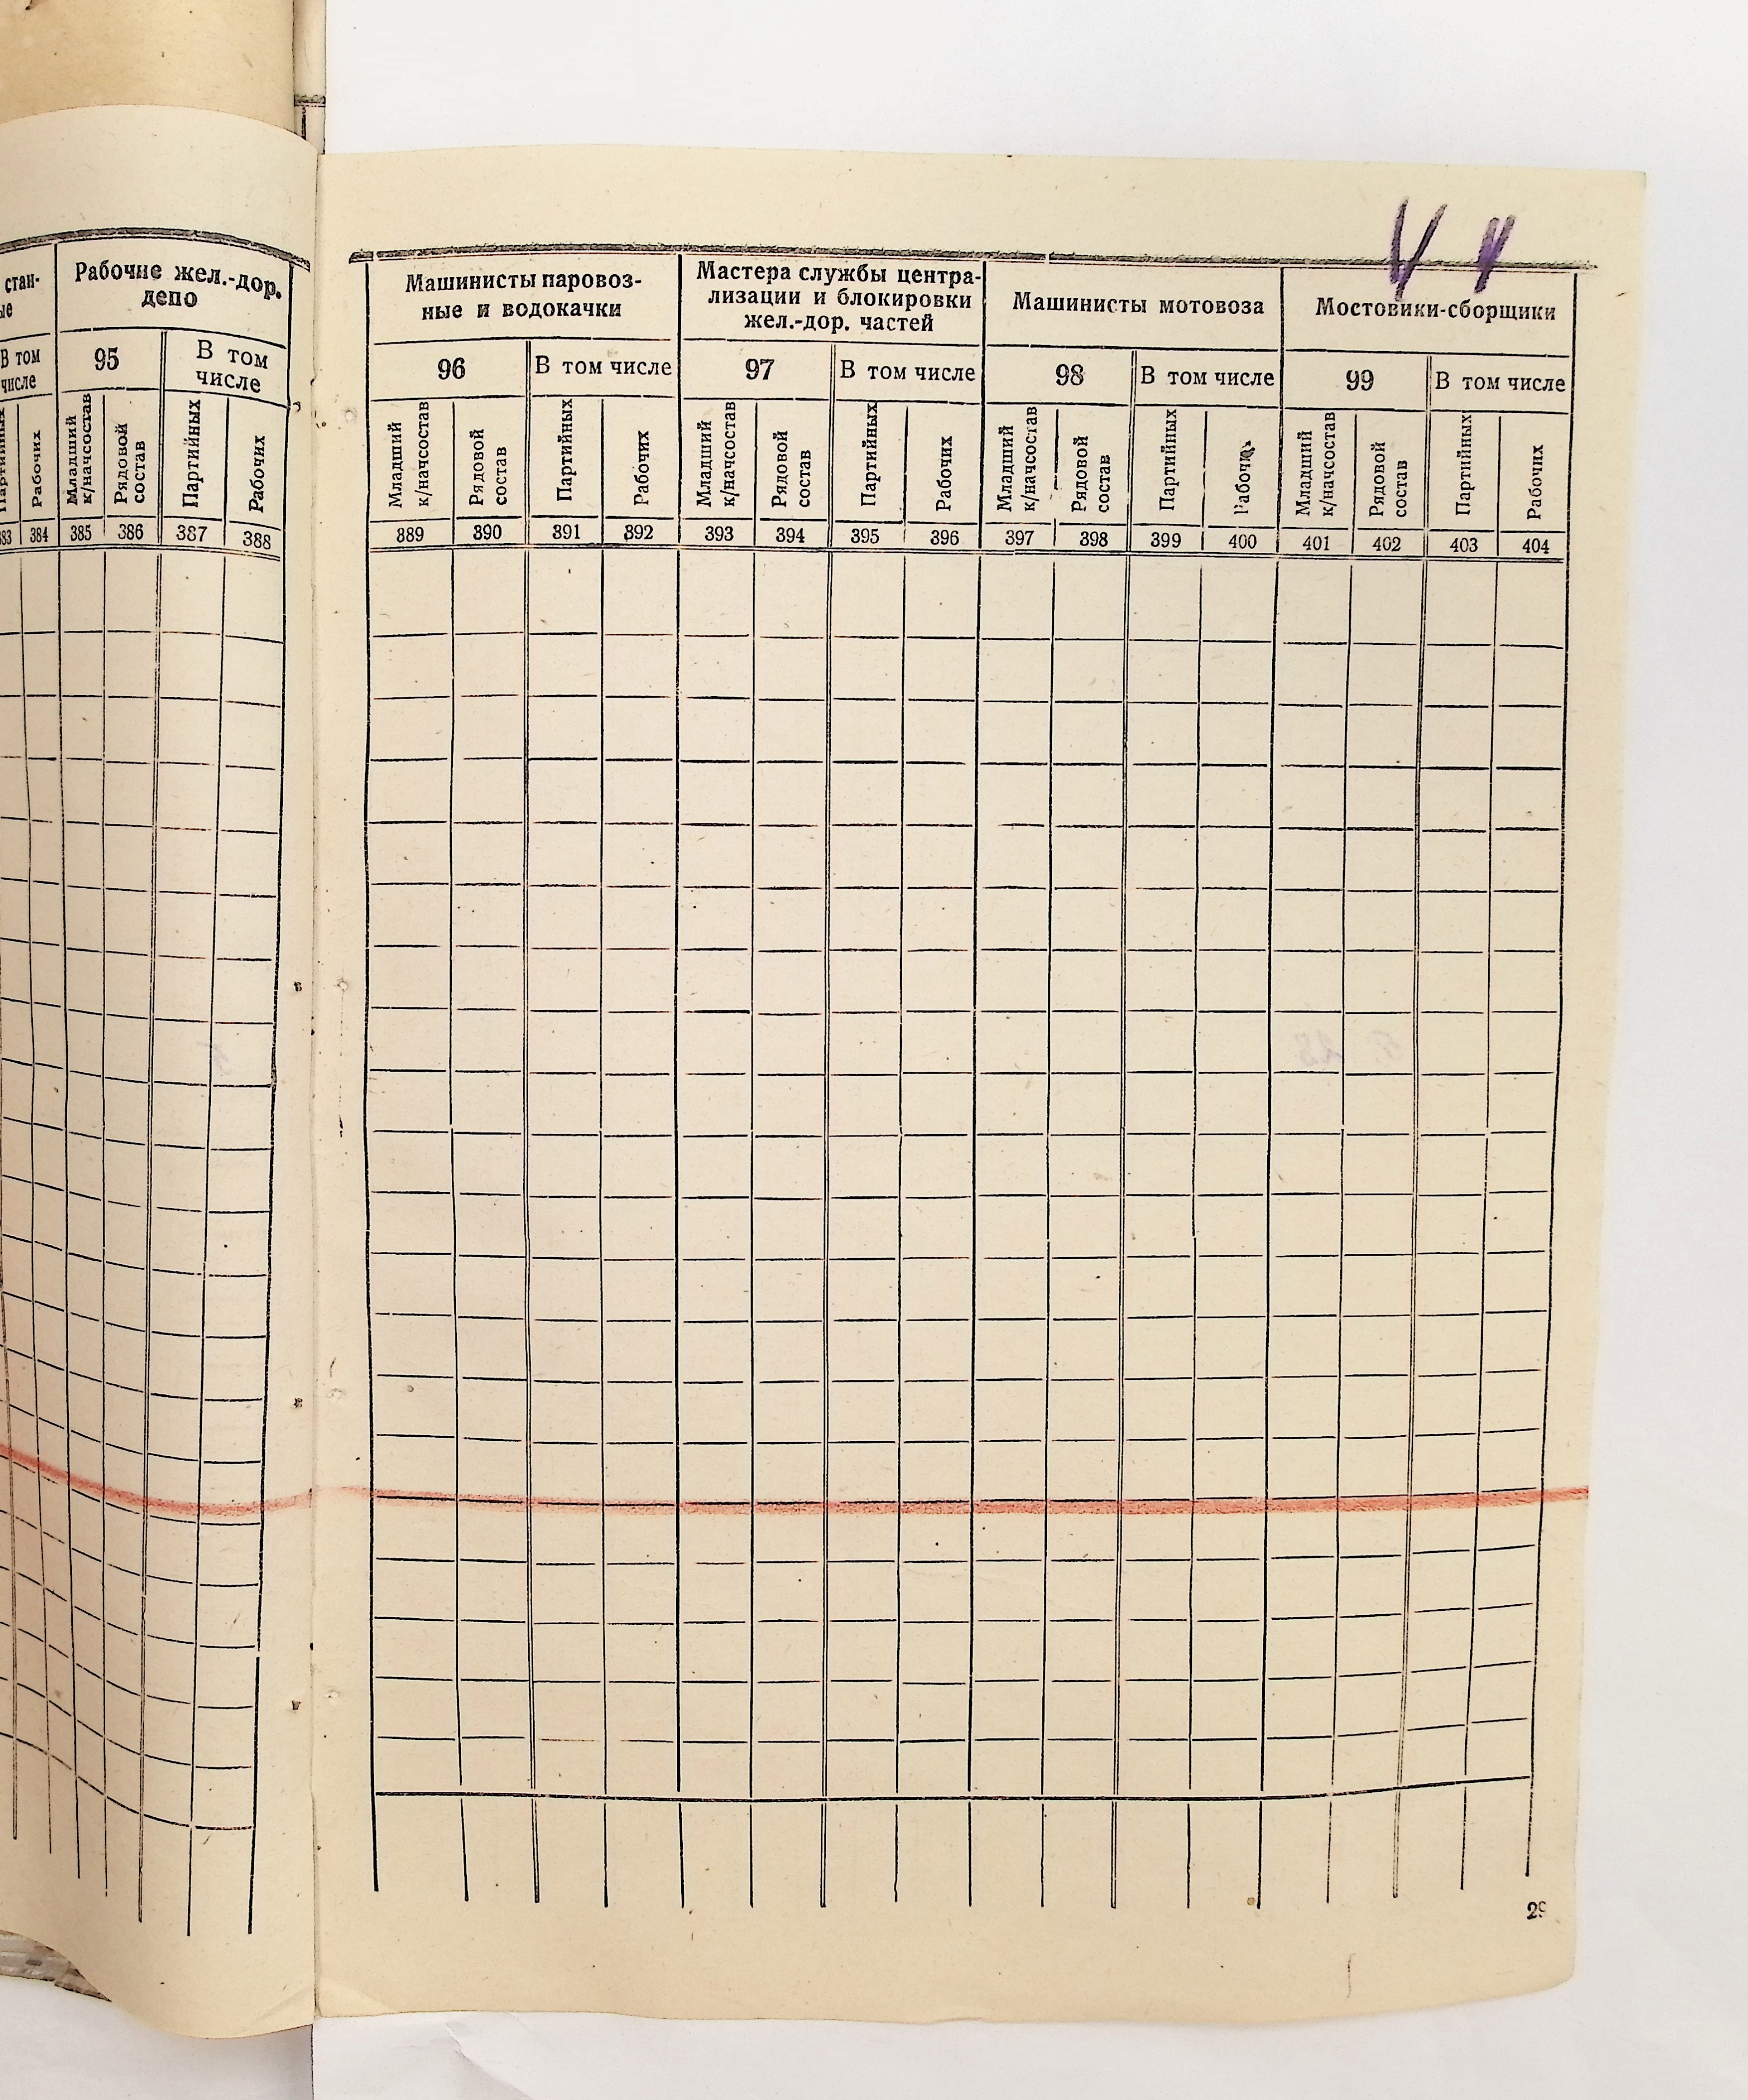 стан-
В том
числе
Рабочих
384
Рабочие жел.-дор.
депо
95
В том
числе
Младший
к/начсостав
Рядовой
состав
Партийных
Рабочих
385 386 387 388
44
Машинисты паровоз-
ные и водокачки
96
В том числе
Младший
к/начсостав
Рядовой
состав
Партийных
Рабочих
889 390 391 392
Мастера службы центра-
лизации и блокировки
жел.-дор. частей
97
В том числе
Младший
к/начсостав
Рядовой
состав
Партийных
Рабочих
393 394 395 396
Машинисты мотовоза
98
В том числе
Младший
к/начсостав
Рядовой
состав
Партийных
397 398 399 400
Мостовики-сборщики
99
В том числе
Младший
к/начсостав
Рядовой
состав
Партийных
Рабочих
401 402 403 404
29